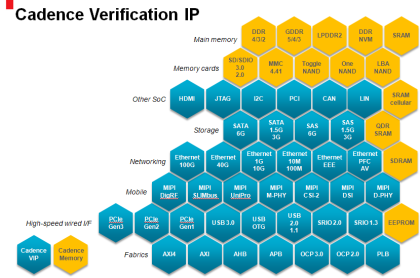 Cadence Verification IP
Main memory
DDR
4/3/2
GDDR
5/4/3
LPDDR2
DDR
NVM
SRAM
Memory cards
SD/SDIO
3.0
2.0
MMC
4.41
Toggle
NAND
One
NAND
LBA
NAND
Other SoC
HDMI
JTAG
I2C
PCI
CAN
LIN
SRAM
cellular
Storage
SATA
6G
SATA
1.5G
3G
SAS
6G
SAS
1.5G
3G
QDR
SRAM
Networking
Ethernet
100G
Ethernet
40G
Ethernet
1G
10G
Ethernet
10M
100M
Ethernet
EEE
Ethernet
PFC
AV
SDRAM
Mobile
MIPI
DigRF
MIPI
SLIMbus
MIPI
UniPro
MIPI
M-PHY
MIPI
CSI-2
MIPI
DSI
MIPI
D-PHY
High-speed wired I/F
PCIe
Gen3
PCIe
Gen2
PCIe
Gen1
USB 3.0
USB
OTG
USB
2.0
1.1
SRIO2.0
SRIO1.3
EEPROM
Cadence
VIP
Cadence
Memory
Fabrics
AXI4
AXI
AHB
APB
OCP 3.0
OCP 2.0
PLB